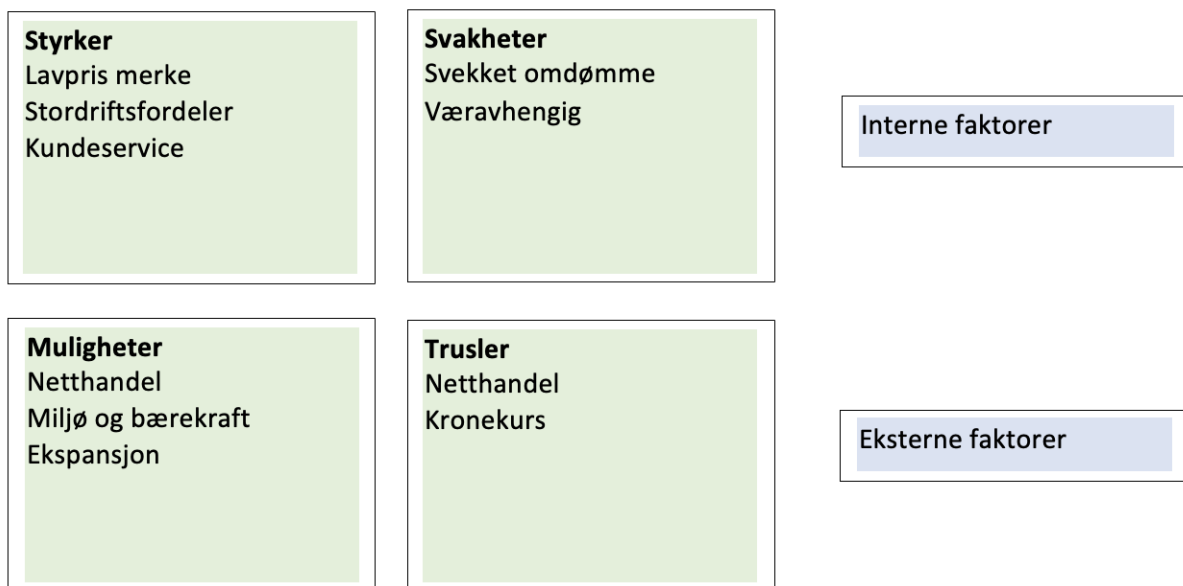 Styrker
Lavpris merke
Stordriftsfordeler
Kundeservice
Svakheter
Svekket omdømme
Væravhengig
Interne faktorer
Muligheter
Netthandel
Miljø og bærekraft
Ekspansjon
Trusler
Netthandel
Kronekurs
Eksterne faktorer